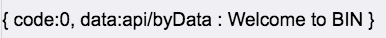 { code:0, data:api/byData : Welcome to BIN }